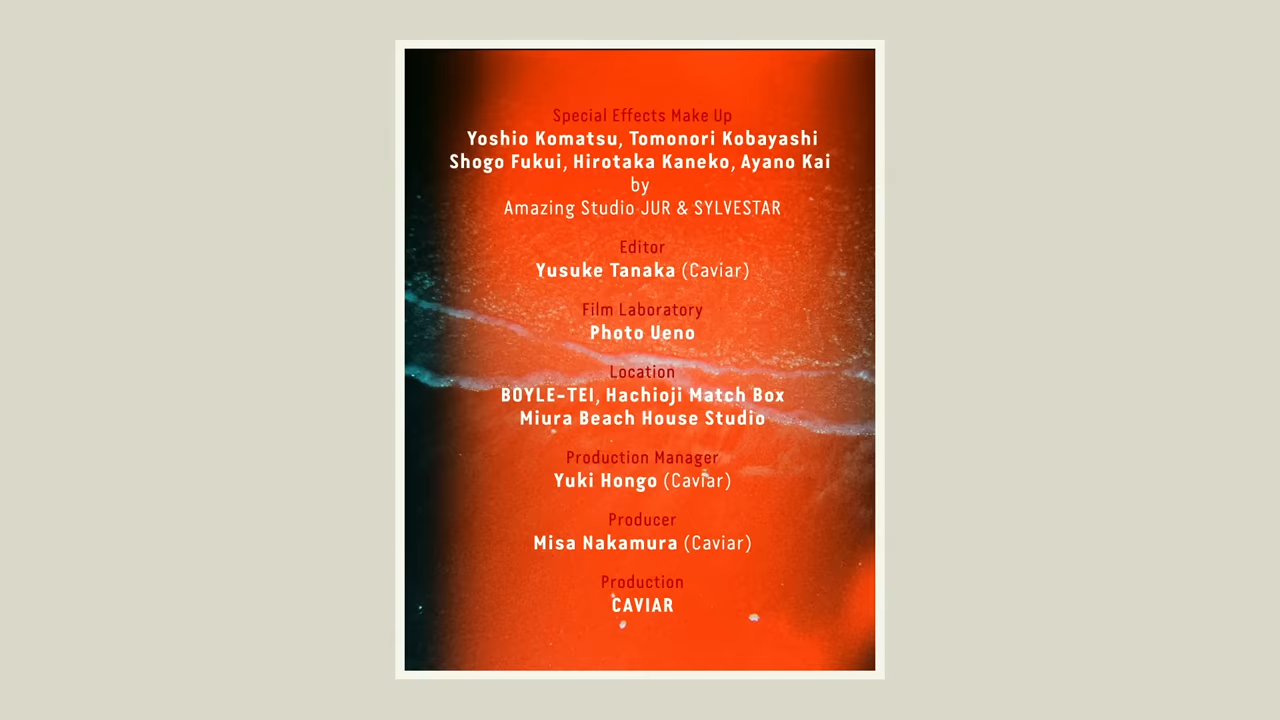 Special Effects Make Up
Yoshio Komatsu, Tomonori Kobayashi
Shogo Fukui, Hirotaka Kaneko, Ayano Kai
by
Amazing Studio JUR & SYLVESTAR
Editor
Yusuke Tanaka (Caviar)
Film Laboratory
Photo Ueno
Location
BOYLE-TEI, Hachioji Match Box
Miura Beach House Studio
Production Manager
Yuki Hongo (Caviar)
Producer
Misa Nakamura (Caviar)
Production
CAVIAR